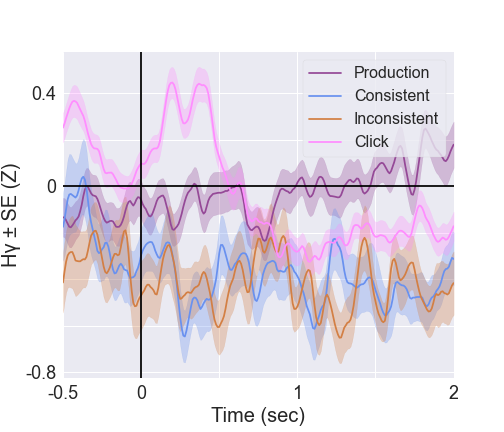 Production
Consistent
Inconsistent
Click
0.4
0
-0.8
Hγ ± SE (Z)
-0.5 0 1 2
Time (sec)